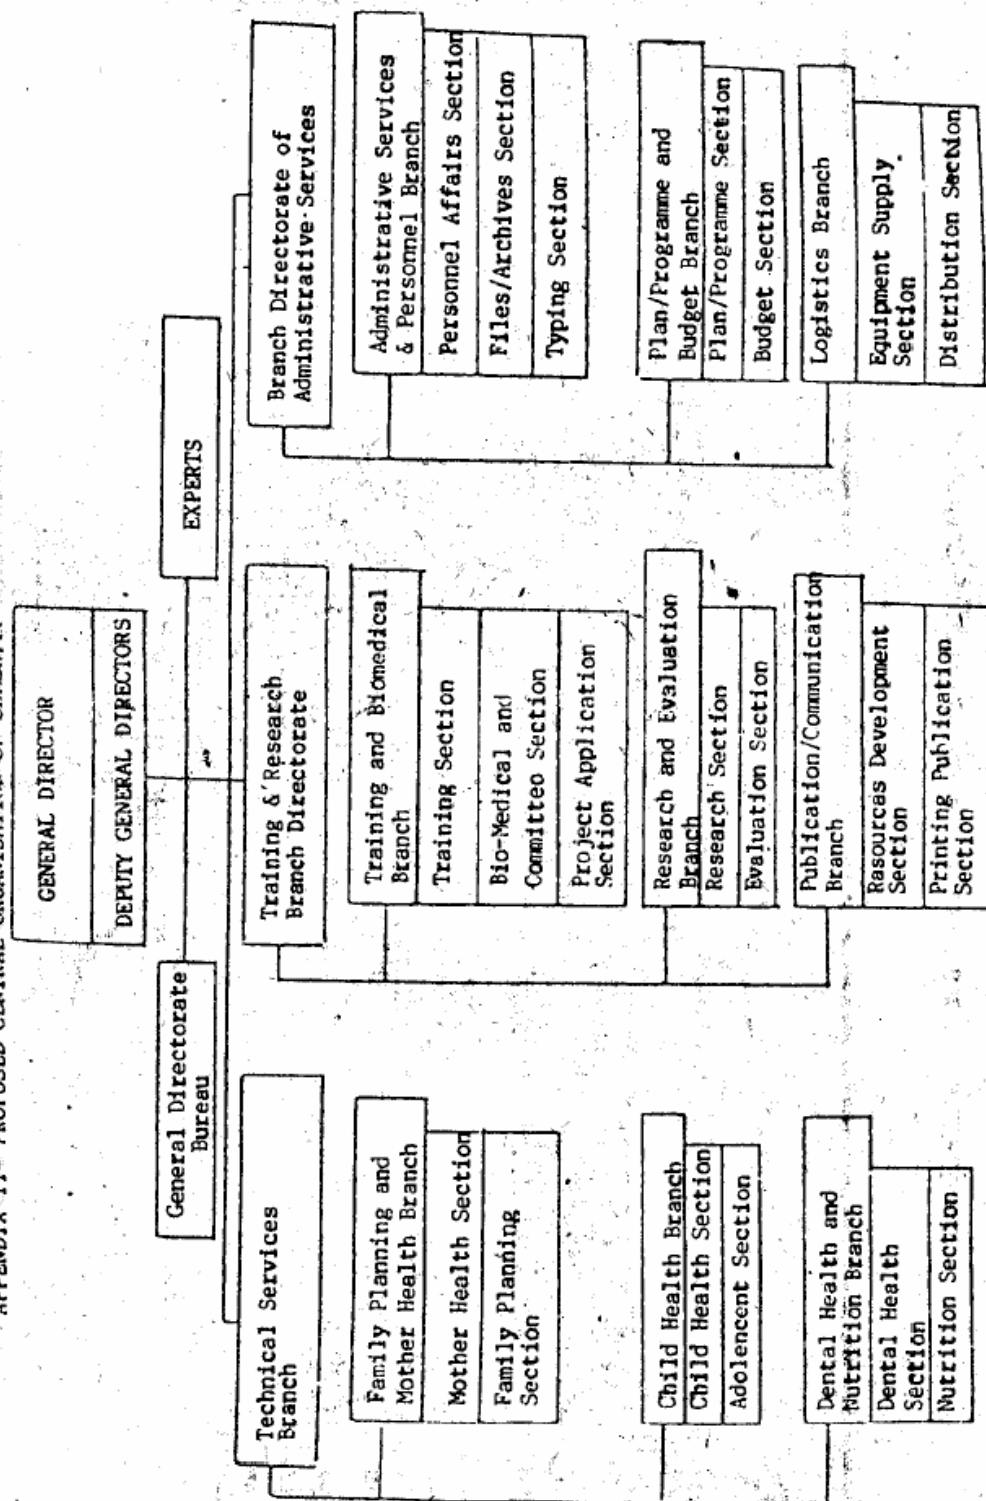 GENERAL DIRECTOR
DEPUTY GENERAL DIRECTORS
General Directorate
Bureau
EXPERTS
Technical Services
Branch
Family Planning and
Mother Health Branch
Mother Health Section
Family Planning
Section
Child Health Branch
Child Health Section
Adolencent Section
Dental Health and
Nutrition Branch
Dental Health
Section
Nutrition Section
Training & Research
Branch Directorate
Training and Biomedical
Branch
Training Section
Bio-Medical and
Committeo Section
Project Application
Section
Research and Evaluation
Branch
Research Section
Evaluation Section
Publication/Communication
Branch
Rasourcas Development
Section
Printing Publication
Section
Branch Directorate of
Administrative Services
Administrative Services
& Personnel Branch
Personnel Affairs Section
Files/Archives Section
Typing Section
Plan/Programme and
Budget Branch
Plan/Programme Section
Budget Section
Logistics Branch
Equipment Supply
Section
Distribution Section